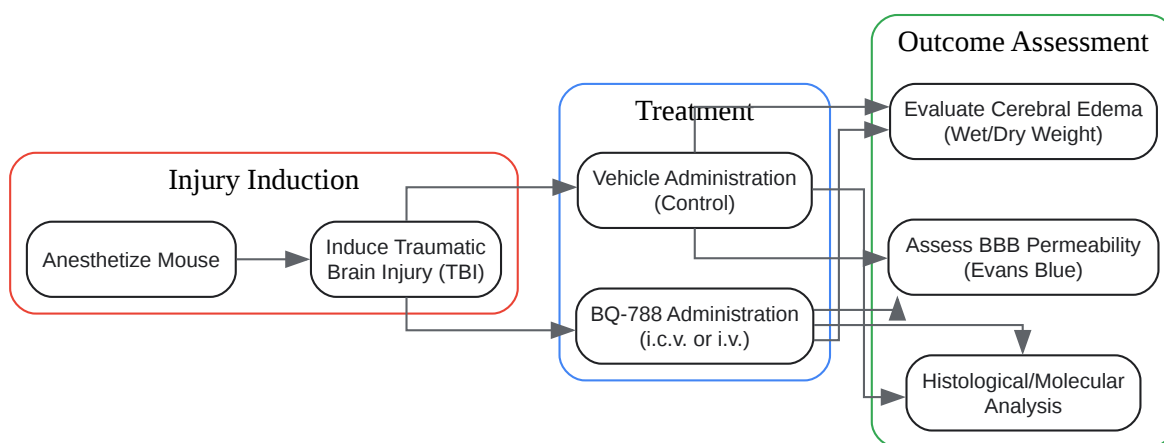 Injury Induction
Anesthetize Mouse
Induce Traumatic
Brain Injury (TBI)
Treatment
Vehicle Administration
(Control)
BQ-788 Administration
(i.c.v. or i.v.)
Outcome Assessment
Evaluate Cerebral Edema
(Wet/Dry Weight)
Assess BBB Permeability
(Evans Blue)
Histological/Molecular
Analysis